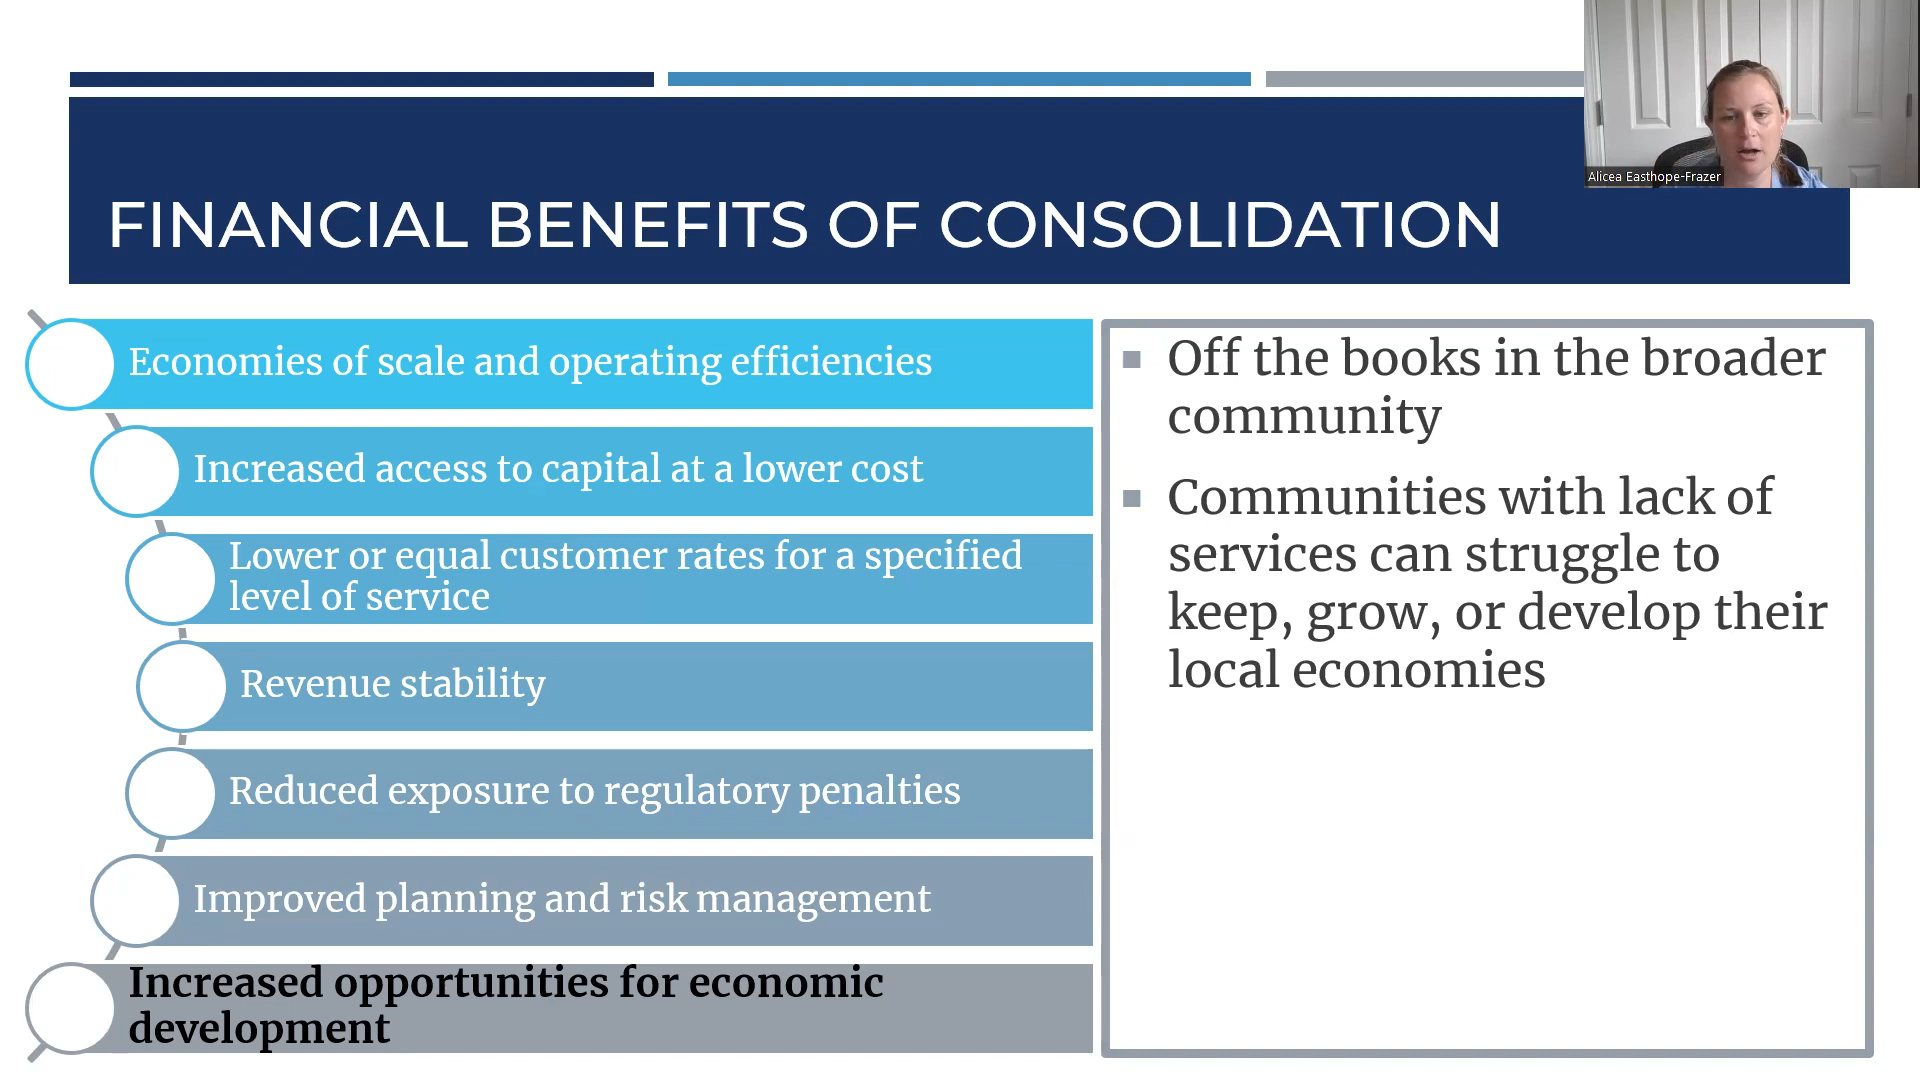 Alicea Easthope-Frazer
FINANCIAL BENEFITS OF CONSOLIDATION
Economies of scale and operating efficiencies
Increased access to capital at a lower cost
Lower or equal customer rates for a specified
level of service
Revenue stability
Reduced exposure to regulatory penalties
Improved planning and risk management
Increased opportunities for economic
development
Off the books in the broader
community
Communities with lack of
services can struggle to
keep, grow, or develop their
local economies